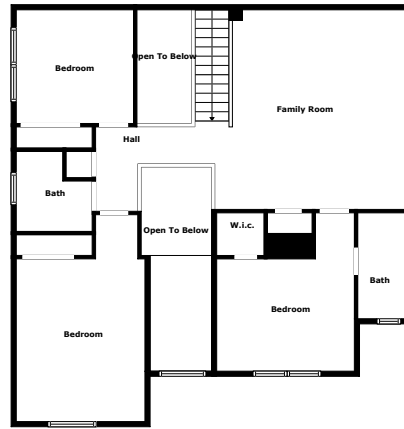 Bedroom
Open To Below
Family Room
Hall
Bath
W.i.c.
Open To Below
Bath
Bedroom
Bedroom